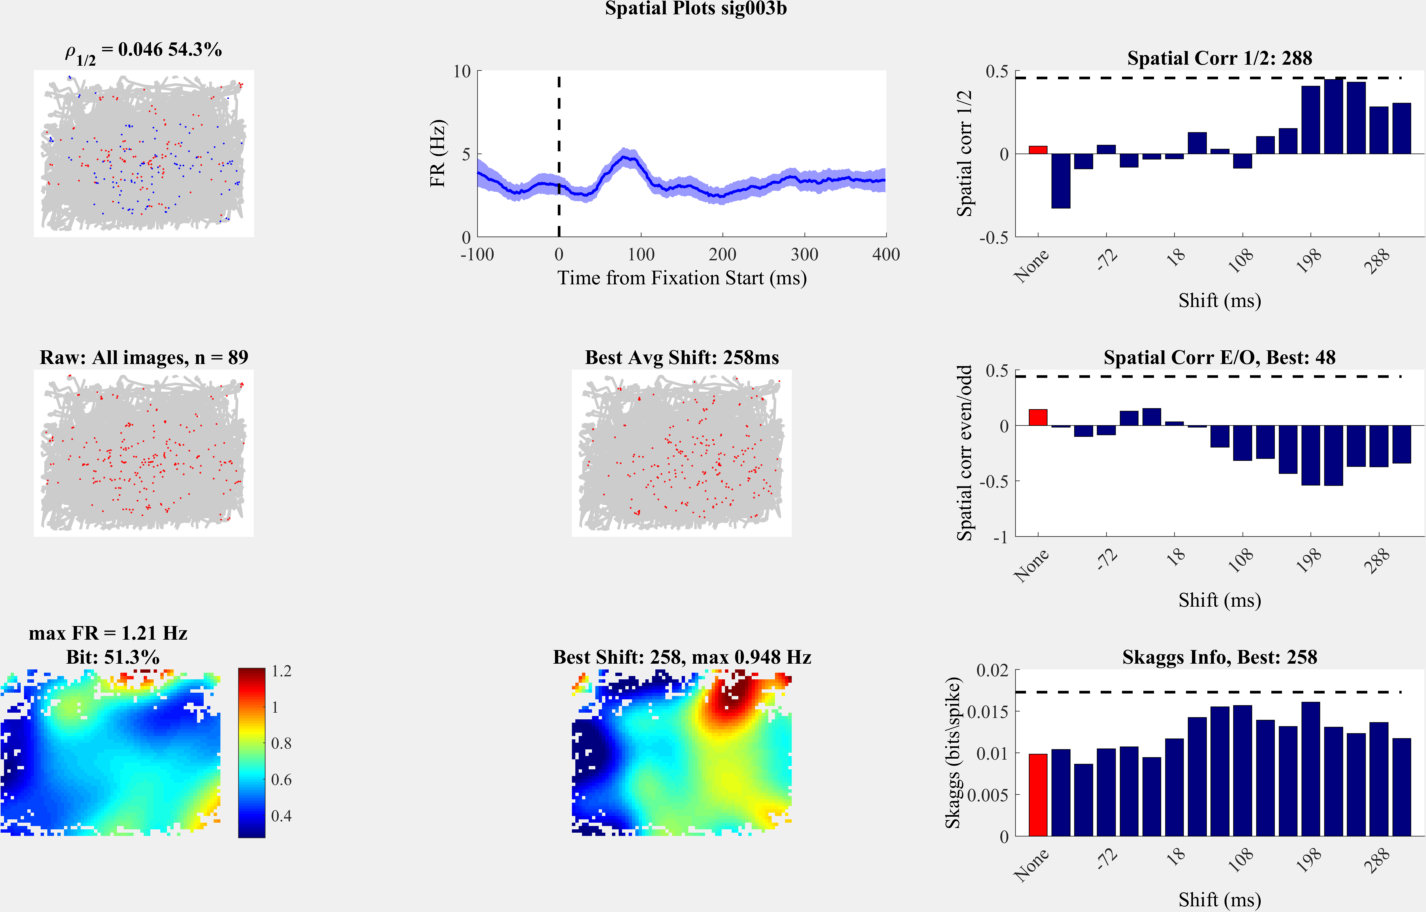 Spatial Plots sig003b
ρ1/2 = 0.046 54.3%
FR (Hz)
10
5
0
-100 0 100 200 300 400
Time from Fixation Start (ms)
Spatial Corr 1/2: 288
Spatial corr 1/2
0.5
0
-0.5
None -72 18 108 198 288
Shift (ms)
Raw: All images, n = 89
Best Avg Shift: 258ms
Spatial Corr E/O, Best: 48
Spatial corr even/odd
0.5
0
-0.5
-1
None -72 18 108 198 288
Shift (ms)
max FR = 1.21 Hz
Bit: 51.3%
1.2
1
0.8
0.6
0.4
Best Shift: 258, max 0.948 Hz
Skaggs Info, Best: 258
Skaggs (bits\spike)
0.02
0.015
0.01
0.005
0
None -72 18 108 198 288
Shift (ms)